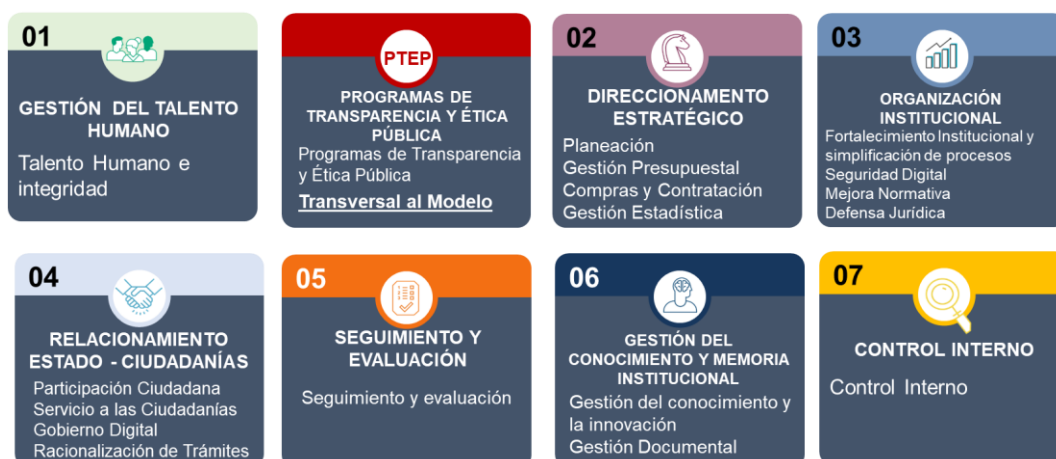 01
GESTIÓN DEL TALENTO
HUMANO
Talento Humano e
integridad
PTEP
PROGRAMAS DE
TRANSPARENCIA Y ÉTICA
PÚBLICA
Programas de Transparencia
y Ética Pública
Transversal al Modelo
02
DIRECCIONAMIENTO
ESTRATÉGICO
Planeación
Gestión Presupuestal
Compras y Contratación
Gestión Estadística
03
ORGANIZACIÓN
INSTITUCIONAL
Fortalecimiento Institucional y
simplificación de procesos
Seguridad Digital
Mejora Normativa
Defensa Jurídica
04
RELACIONAMIENTO
ESTADO - CIUDADANÍAS
Participación Ciudadana
Servicio a las Ciudadanías
Gobierno Digital
Racionalización de Trámites
05
SEGUIMIENTO Y
EVALUACIÓN
Seguimiento y evaluación
06
GESTIÓN DEL
CONOCIMIENTO Y MEMORIA
INSTITUCIONAL
Gestión del conocimiento y
la innovación
Gestión Documental
07
CONTROL INTERNO
Control Interno